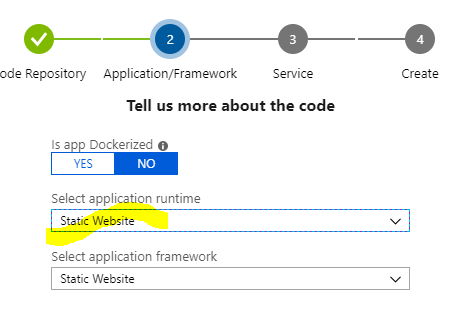 2 3 4
ode Repository Application/Framework Service Create
Tell us more about the code
Is app Dockerized
YES NO
Select application runtime
Static Website
Select application framework
Static Website